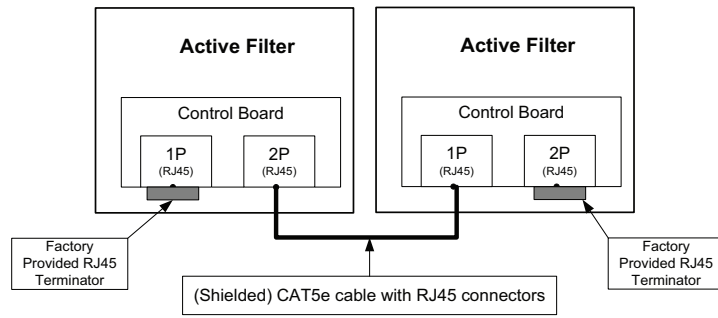 Active Filter
Control Board
1P
(RJ45)
2P
(RJ45)
Active Filter
Control Board
1P
(RJ45)
2P
(RJ45)
Factory
Provided RJ45
Terminator
(Shielded) CAT5e cable with RJ45 connectors
Factory
Provided RJ45
Terminator